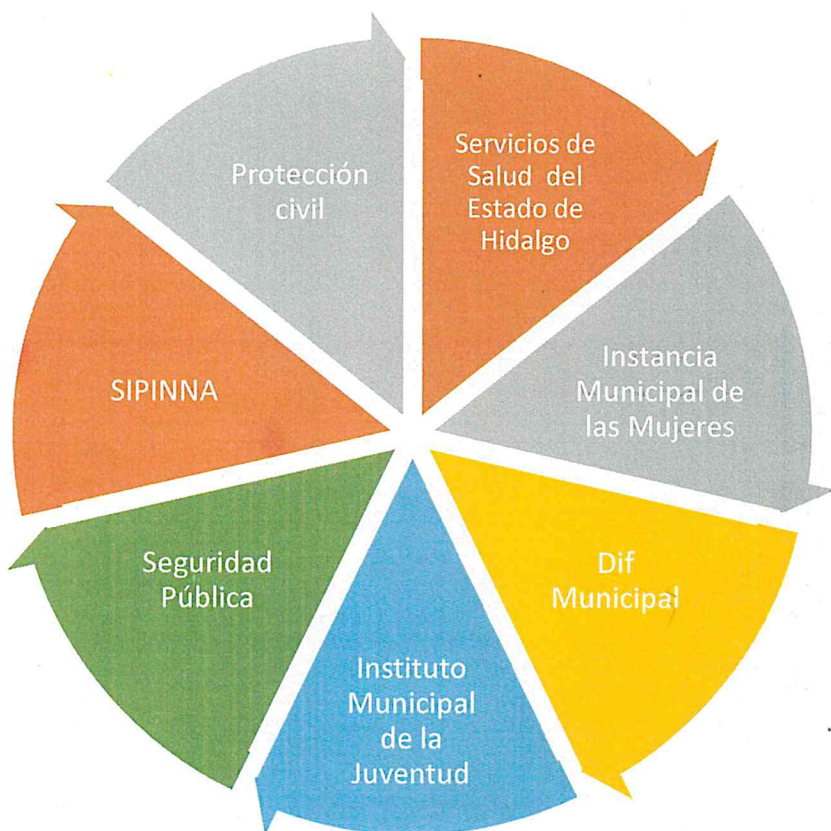 Servicios de
Salud del
Estado de
Hidalgo
Instancia
Municipal de
las Mujeres
Dif
Municipal
Instituto
Municipal
de la
Juventud
Seguridad
Pública
SIPINNA
Protección
civil